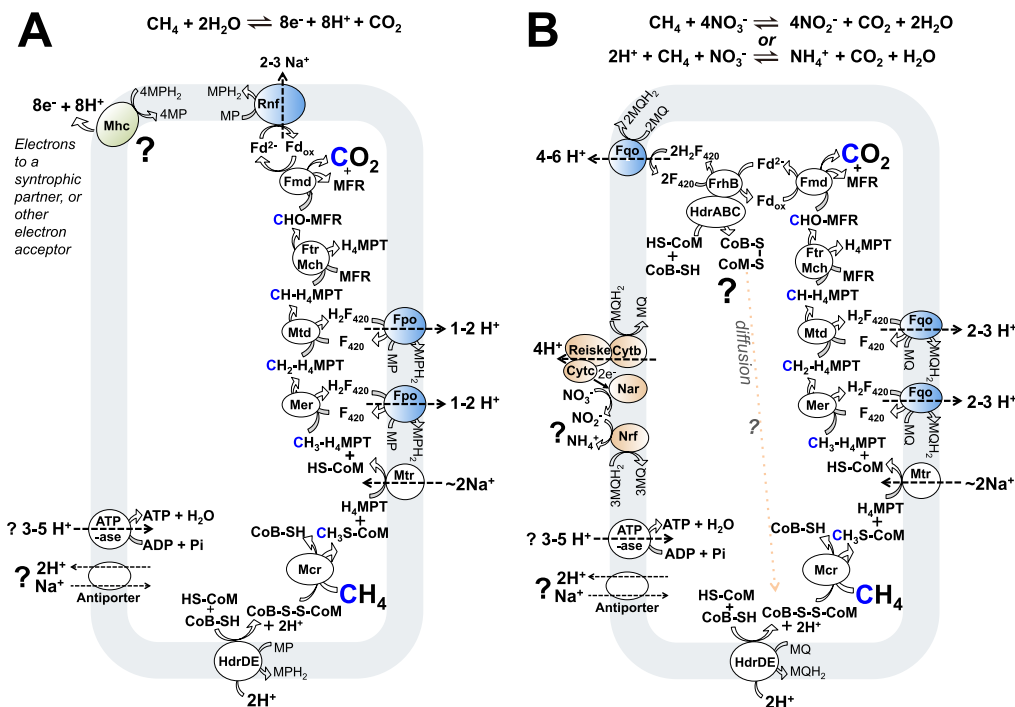 A
CH₄ + 2H₂O ⇌ 8e⁻ + 8H⁺ + CO₂
2-3 Na⁺
4MPH₂
8e⁻ + 8H⁺
Mhc
4MP
?
MPH₂
Rnf
MP
Electrons to a
syntrophic
partner, or
other
electron
acceptor
Fd²⁻
Fdox
CO₂
+
Fmd
MFR
CHO-MFR
Ftr
Mch
H₄MPT
MFR
CH-H₄MPT
Mtd
H₂F₄₂₀
F₄₂₀
Fpo
1-2 H⁺
MP
MPH₂
CH₂-H₄MPT
Mer
H₂F₄₂₀
F₄₂₀
Fpo
1-2 H⁺
MP
MPH₂
CH₃-H₄MPT
+
HS-CoM
Mtr
~2Na⁺
H₄MPT
+
CoB-SH
CH₃S-CoM
Mcr
CH₄
? 3-5 H⁺
ATP
-ase
ATP + H₂O
ADP + Pi
?
2H⁺
Na⁺
Antiporter
HS-CoM
+
CoB-SH
CoB-S-S-CoM
+ 2H⁺
HdrDE
MP
MPH₂
2H⁺
B
CH₄ + 4NO₃⁻ ⇌ 4NO₂⁻ + CO₂ + 2H₂O
or
2H⁺ + CH₄ + NO₃⁻ ⇌ NH₄⁺ + CO₂ + H₂O
2MQH₂
2MQ
Fqo
4-6 H⁺
2H₂F₄₂₀
2F₄₂₀
FrhB
HdrABC
Fd²⁻
Fdox
CO₂
+
Fmd
MFR
CHO-MFR
HS-CoM
+
CoB-SH
CoB-S
CoM-S
?
Ftr
Mch
H₄MPT
MFR
CH-H₄MPT
MQH₂
MQ
4H⁺
Reiske
Cytb
Cytc
2e⁻
Nar
NO₃⁻
NO₂⁻
?
NH₄⁺
Nrf
3MQH₂
3MQ
diffusion
?
Mtd
H₂F₄₂₀
F₄₂₀
Fqo
2-3 H⁺
MQ
MQH₂
CH₂-H₄MPT
Mer
H₂F₄₂₀
F₄₂₀
Fqo
2-3 H⁺
MQ
MQH₂
CH₃-H₄MPT
+
HS-CoM
Mtr
~2Na⁺
H₄MPT
+
CoB-SH
CH₃S-CoM
Mcr
CH₄
? 3-5 H⁺
ATP
-ase
ATP + H₂O
ADP + Pi
?
2H⁺
Na⁺
Antiporter
HS-CoM
+
CoB-SH
CoB-S-S-CoM
+ 2H⁺
HdrDE
MQ
MQH₂
2H⁺